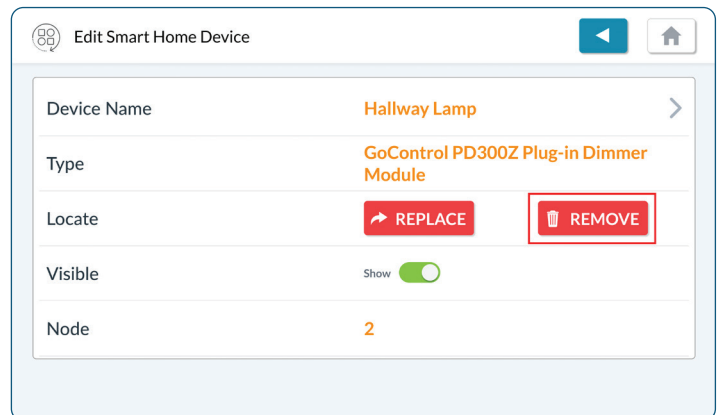 Edit Smart Home Device
Device Name Hallway Lamp
Type GoControl PD300Z Plug-in Dimmer
Module
Locate REPLACE REMOVE
Visible Show
Node 2